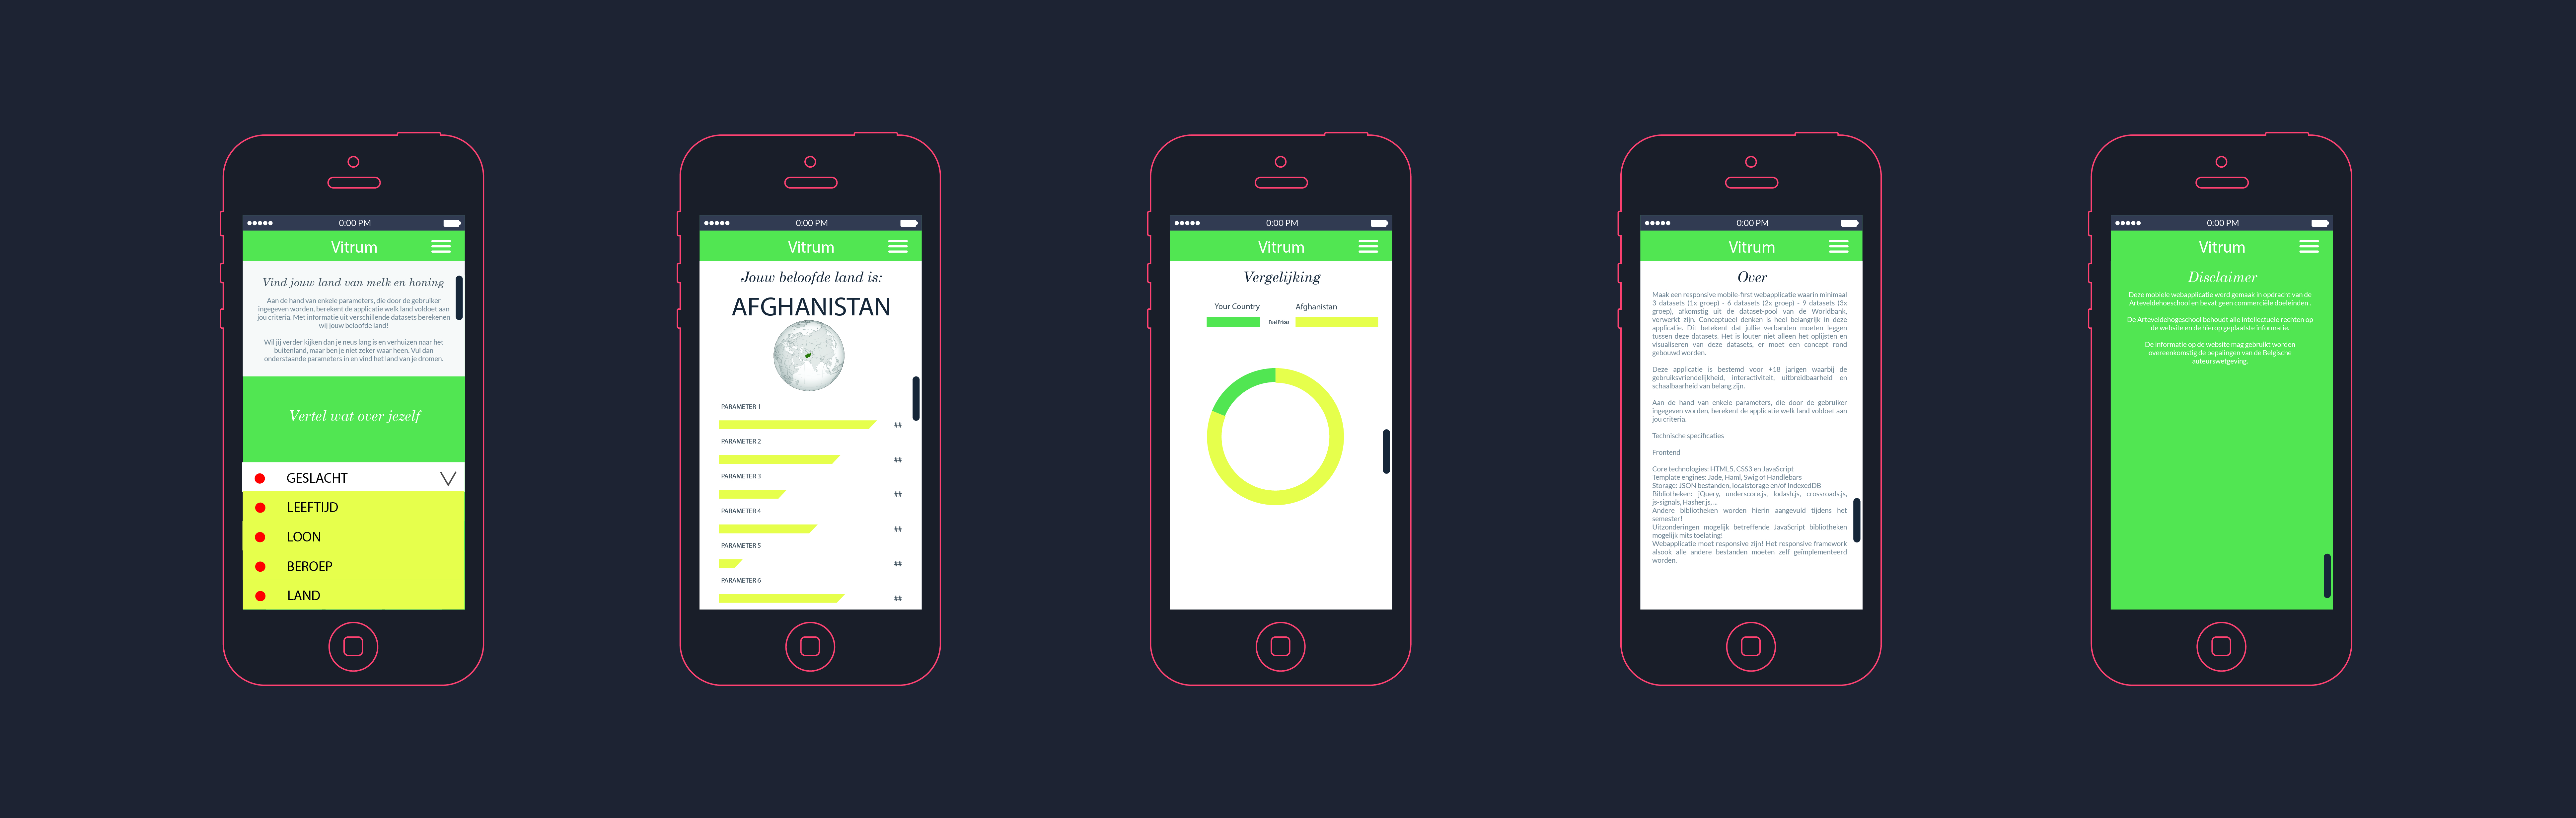 0:00 PM
Vitrum
Vind jouw land van melk en honing
Aan de hand van enkele parameters, die door de gebruiker
ingegeven worden, berekent de applicatie welk land voldoet aan
jou criteria. Met informatie uit verschillende datasets berekenen
wij jouw beloofde land!
Wil jij verder kijken dan je neus lang is en verhuizen naar het
buitenland, maar ben je niet zeker waar heen. Vul dan
onderstaande parameters in en vind het land van je dromen.
Vertel wat over jezelf
GESLACHT
LEEFTIJD
LOON
BEROEP
LAND
0:00 PM
Vitrum
Jouw beloofde land is:
AFGHANISTAN
PARAMETER 1
##
PARAMETER 2
##
PARAMETER 3
##
PARAMETER 4
##
PARAMETER 5
##
PARAMETER 6
##
0:00 PM
Vitrum
Vergelijking
Your Country Afghanistan
Fuel Prices
0:00 PM
Vitrum
Over
Maak een responsive mobile-first webapplicatie waarin minimaal
3 datasets (1x groep) - 6 datasets (2x groep) - 9 datasets (3x
groep), afkomstig uit de dataset-pool van de Worldbank,
verwerkt zijn. Conceptueel denken is heel belangrijk in deze
applicatie. Dit betekent dat jullie verbanden moeten leggen
tussen deze datasets. Het is louter niet alleen het oplijsten en
visualiseren van deze datasets, er moet een concept rond
gebouwd worden.
Deze applicatie is bestemd voor +18 jarigen waarbij de
gebruiksvriendelijkheid, interactiviteit, uitbreidbaarheid en
schaalbaarheid van belang zijn.
Aan de hand van enkele parameters, die door de gebruiker
ingegeven worden, berekent de applicatie welk land voldoet aan
jou criteria.
Technische specificaties
Frontend
Core technologies: HTML5, CSS3 en JavaScript
Template engines: Jade, Haml, Swig of Handlebars
Storage: JSON bestanden, localstorage en/of IndexedDB
Bibliotheken: jQuery, underscore.js, lodash.js, crossroads.js,
js-signals, Hasher.js, ...
Andere bibliotheken worden hierin aangevuld tijdens het
semester!
Uitzonderingen mogelijk betreffende JavaScript bibliotheken
mogelijk mits toelating!
Webapplicatie moet responsive zijn! Het responsive framework
alsook alle andere bestanden moeten zelf geïmplementeerd
worden.
0:00 PM
Vitrum
Disclaimer
Deze mobiele webapplicatie werd gemaak in opdracht van de
Arteveldehoeschool en bevat geen commerciële doeleinden .
De Arteveldehogeschool behoudt alle intellectuele rechten op
de website en de hierop geplaatste informatie.
De informatie op de website mag gebruikt worden
overeenkomstig de bepalingen van de Belgische
auteurswetgeving.